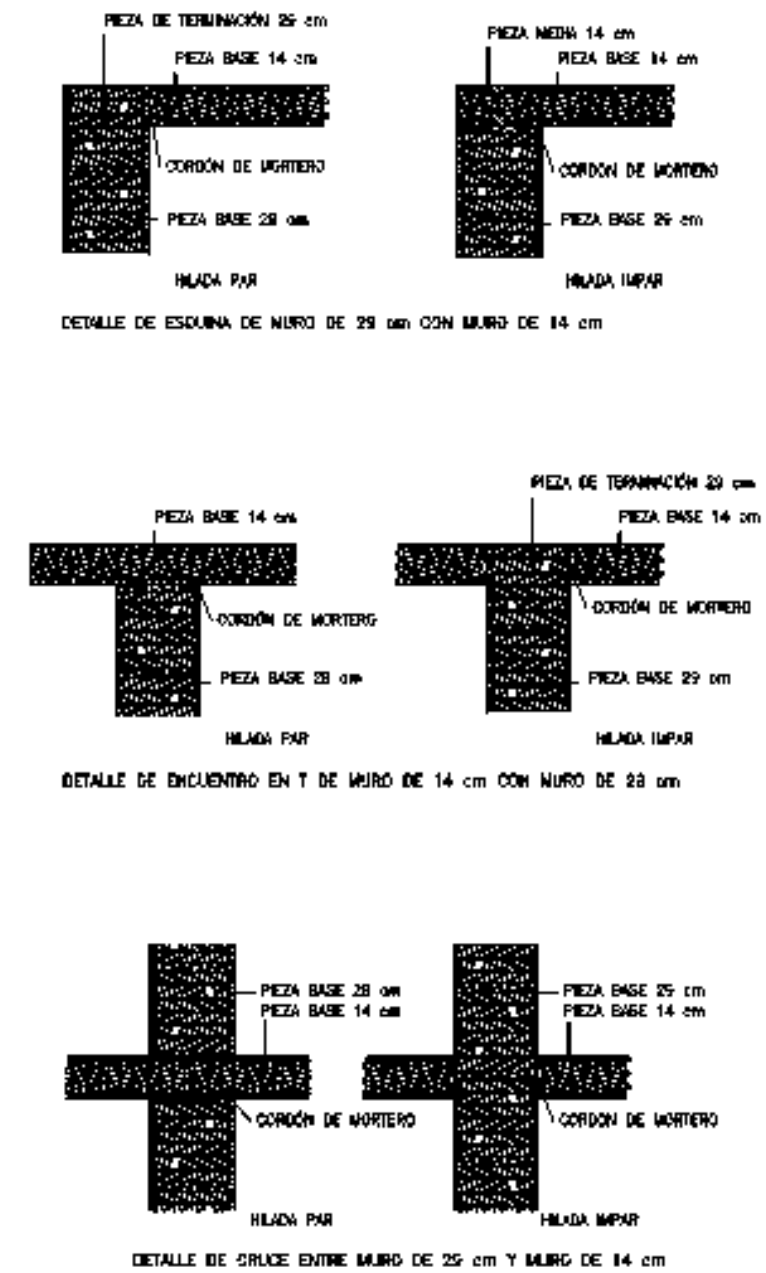 PIEZA DE TERMINACIÓN 29 cm
PIEZA BASE 14 cm
CORDÓN DE MORTERO
PIEZA BASE 29 cm
HILADA PAR
PIEZA MEDIA 14 cm
PIEZA BASE 14 cm
CORDON DE MORTERO
PIEZA BASE 29 cm
HILADA IMPAR
DETALLE DE ESQUINA DE MURO DE 29 cm CON MURO DE 14 cm
PIEZA BASE 14 cm
CORDÓN DE MORTERO
PIEZA BASE 29 cm
HILADA PAR
PIEZA DE TERMINACIÓN 29 cm
PIEZA BASE 14 cm
CORDÓN DE MORTERO
PIEZA BASE 29 cm
HILADA IMPAR
DETALLE DE ENCUENTRO EN T DE MURO DE 14 cm CON MURO DE 29 cm
PIEZA BASE 29 cm
PIEZA BASE 14 cm
CORDÓN DE MORTERO
HILADA PAR
PIEZA BASE 29 cm
PIEZA BASE 14 cm
CORDON DE MORTERO
HILADA IMPAR
DETALLE DE CRUCE ENTRE MURO DE 29 cm Y MURO DE 14 cm